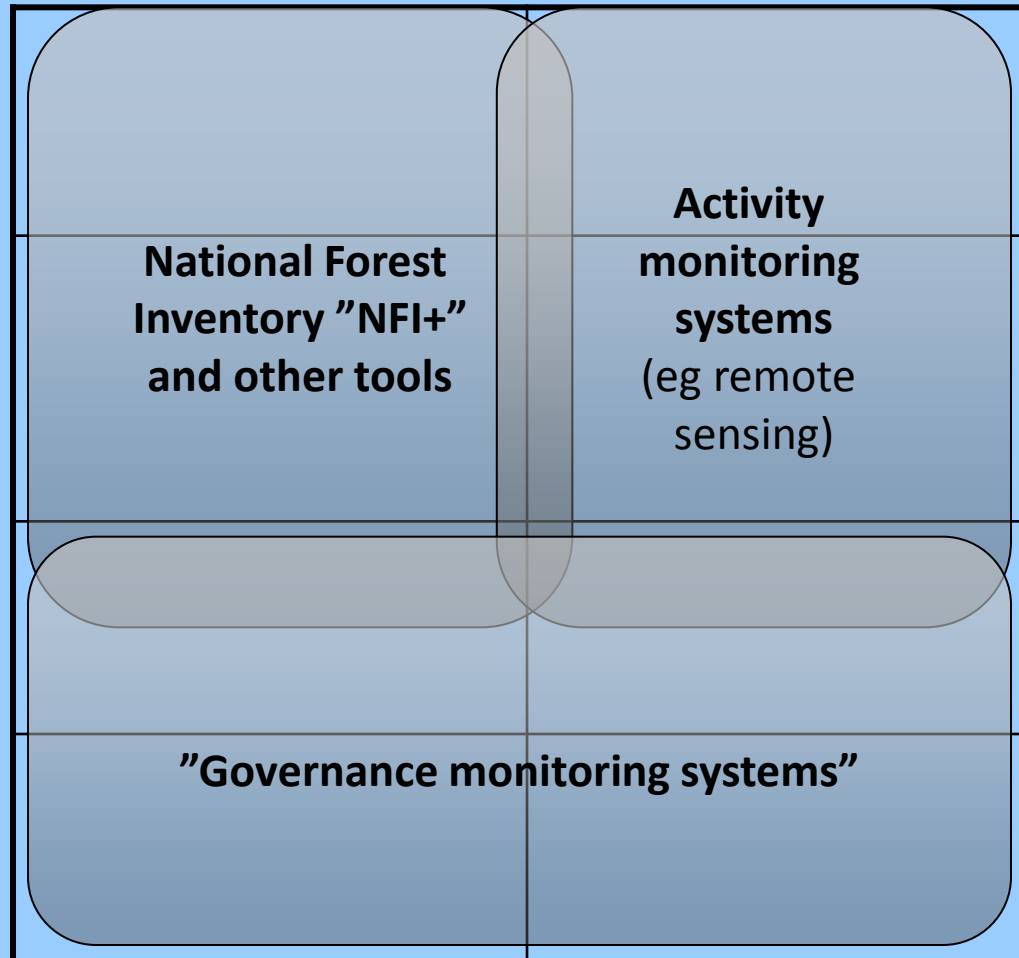 National Forest
Inventory ”NFI+”
and other tools
Activity
monitoring
systems
(eg remote
sensing)
”Governance monitoring systems”